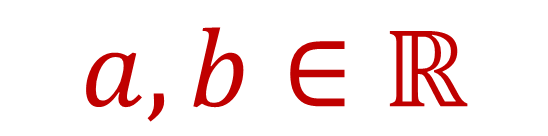 a, b ∈ ℝ